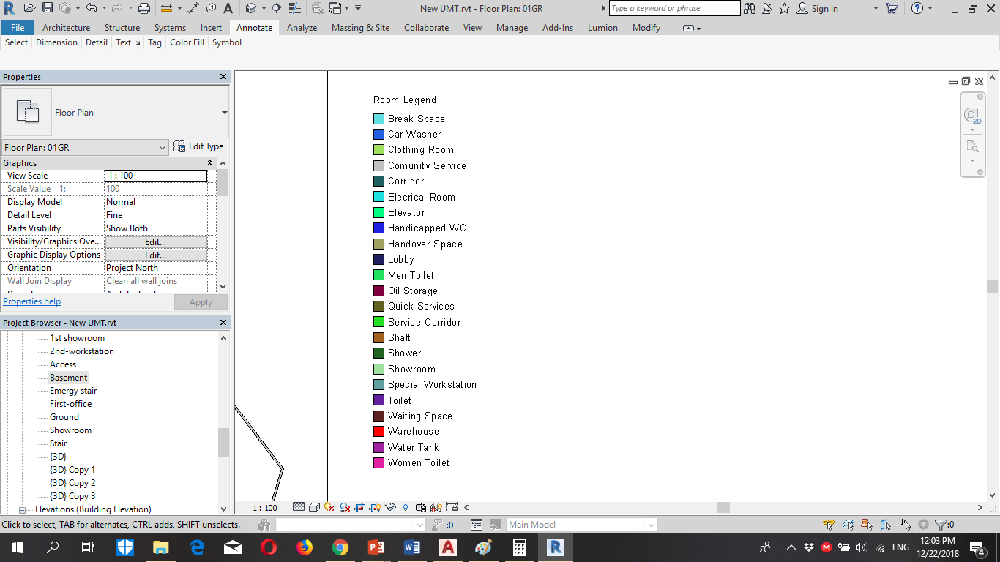 New UMT.rvt - Floor Plan: 01GR
Type a keyword or phrase
Sign In
File Architecture Structure Systems Insert Annotate Analyze Massing & Site Collaborate View Manage Add-Ins Lumion Modify
Select Dimension Detail Text Tag Color Fill Symbol
Properties
Floor Plan
Floor Plan: 01GR
Edit Type
Graphics
View Scale 1 : 100
Scale Value 1: 100
Display Model Normal
Detail Level Fine
Parts Visibility Show Both
Visibility/Graphics Ove... Edit...
Graphic Display Options Edit...
Orientation Project North
Wall Join Display Clean all wall joins
Properties help
Apply
Project Browser - New UMT.rvt
1st showroom
2nd-workstation
Access
Basement
Emergy stair
First-office
Ground
Showroom
Stair
{3D}
{3D} Copy 1
{3D} Copy 2
{3D} Copy 3
Elevations (Building Elevation)
Room Legend
Break Space
Car Washer
Clothing Room
Comunity Service
Corridor
Elecrical Room
Elevator
Handicapped WC
Handover Space
Lobby
Men Toilet
Oil Storage
Quick Services
Service Corridor
Shaft
Shower
Showroom
Special Workstation
Toilet
Waiting Space
Warehouse
Water Tank
Women Toilet
2D
1 : 100
Click to select, TAB for alternates, CTRL adds, SHIFT unselects.
:0
Main Model
:0
ENG
12:03 PM
12/22/2018
4